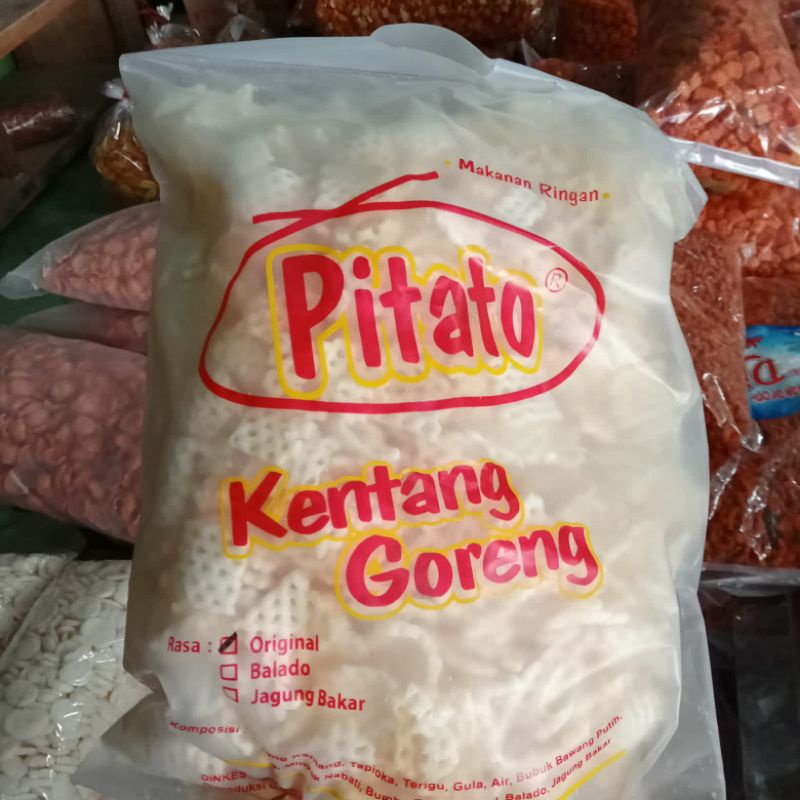 Makanan Ringan
Pitato ®
Kentang
Goreng
Rasa : Original
Balado
Jagung Bakar
Komposisi
Tapioka, Terigu, Gula, Air, Bubuk Bawang Putih,
DINKES Nabati, Balado, Jagung Bakar